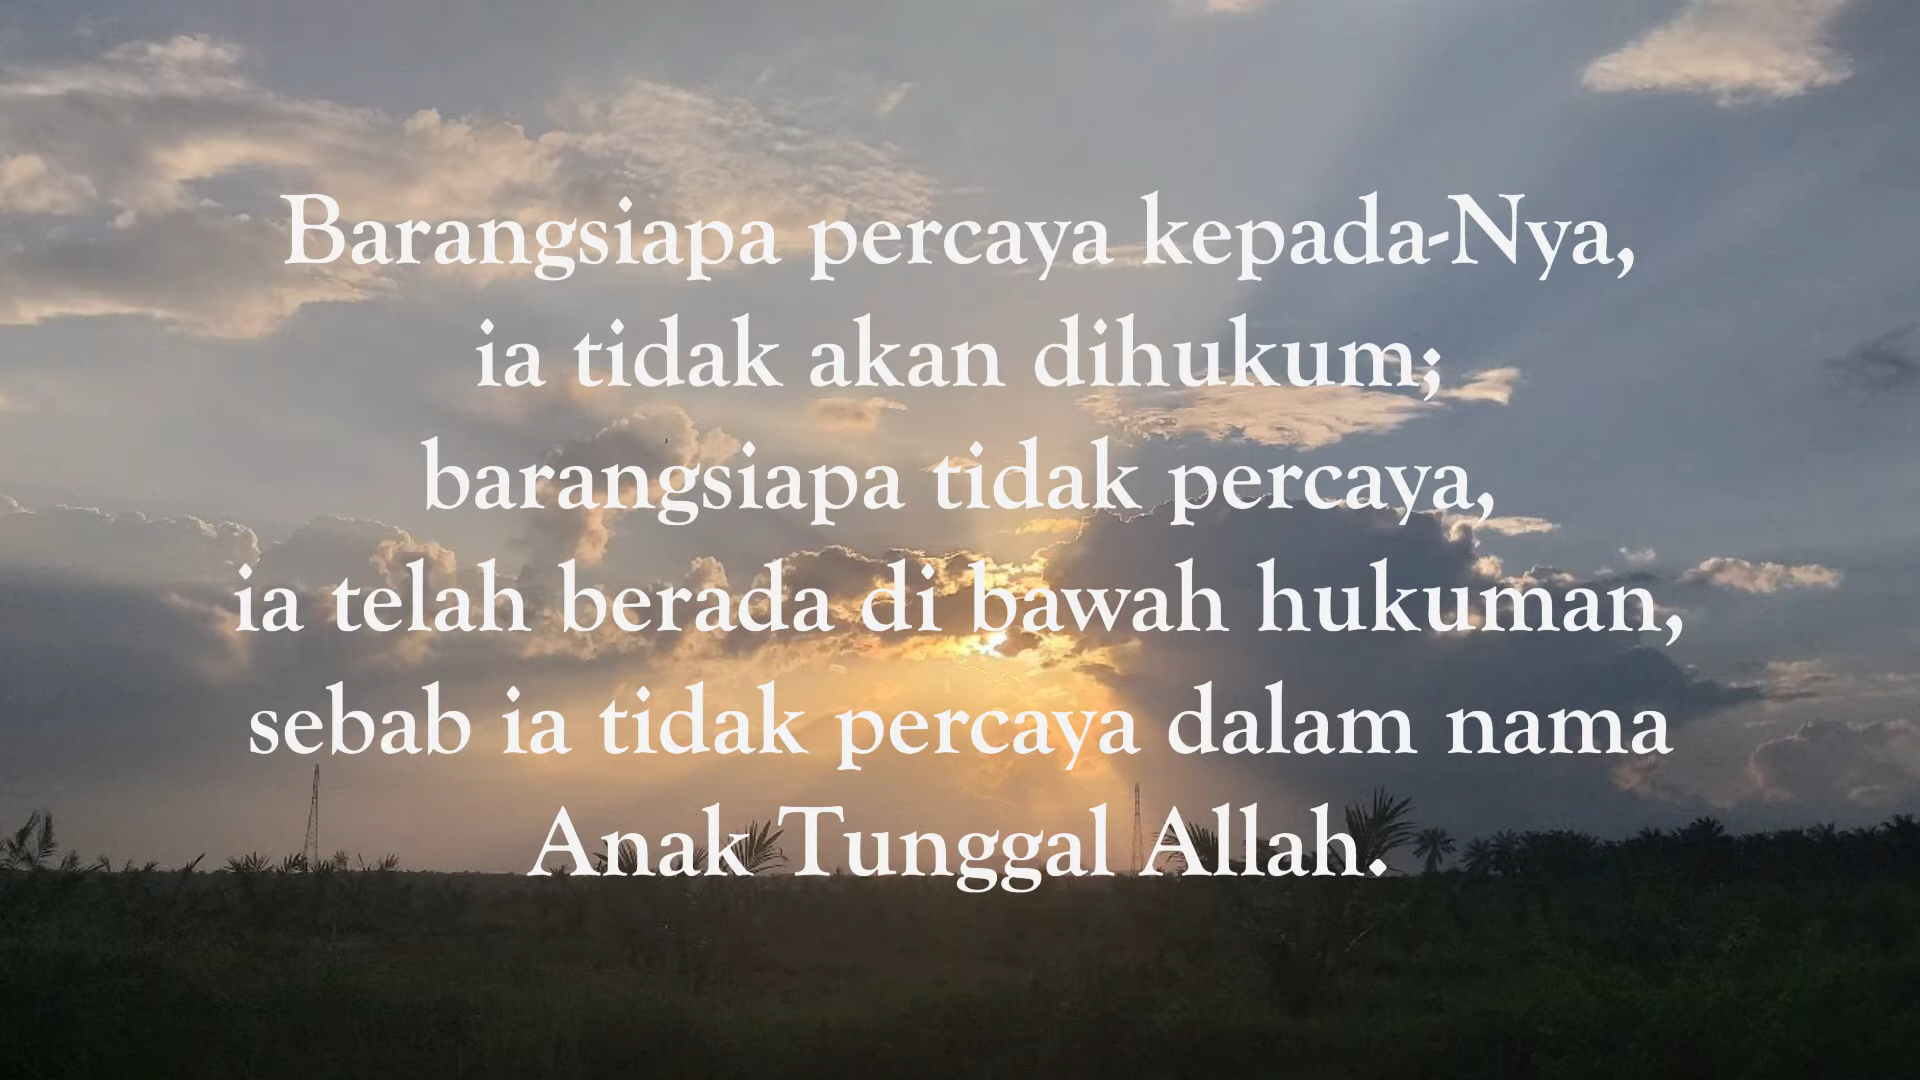 Barangsiapa percaya kepada-Nya,
ia tidak akan dihukum;
barangsiapa tidak percaya,
ia telah berada di bawah hukuman,
sebab ia tidak percaya dalam nama
Anak Tunggal Allah.